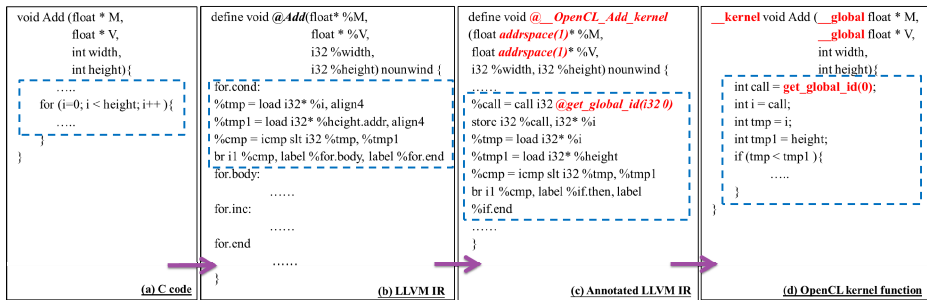 void Add (float * M,
float * V,
int width,
int height){
…..
for (i=0; i < height; i++ ){
…..
}
}
(a) C code
define void @Add(float* %M,
float* %V,
i32 %width,
i32 %height) nounwind {
for.cond:
%tmp = load i32* %i, align4
%tmp1 = load i32* %height.addr, align4
%cmp = icmp slt i32 %tmp, %tmp1
br i1 %cmp, label %for.body, label %for.end
for.body:
……
for.inc:
……
for.end
……
}
(b) LLVM IR
define void @__OpenCL_Add_kernel
(float addrspace(1)* %M,
float addrspace(1)* %V,
i32 %width, i32 %height) nounwind {
……
%call = call i32 @get_global_id(i32 0)
store i32 %call, i32* %i
%tmp = load i32* %i
%tmp1 = load i32* %height
%cmp = icmp slt i32 %tmp, %tmp1
br i1 %cmp, label %if.then, label
%if.end
……
}
(c) Annotated LLVM IR
__kernel void Add (__global float * M,
__global float * V,
int width,
int height){
int call = get_global_id(0);
int i = call;
int tmp = i;
int tmp1 = height;
if (tmp < tmp1 ){
…..
}
}
(d) OpenCL kernel function